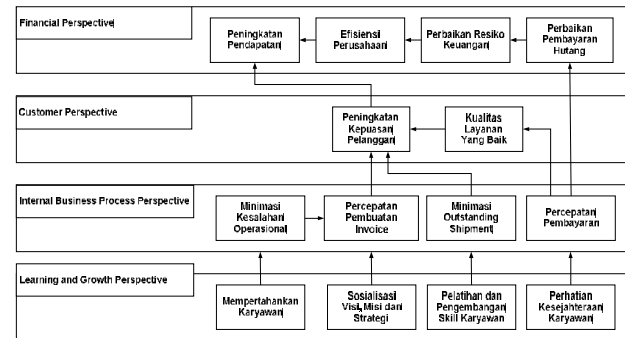 Financial Perspective
Peningkatan
Pendapatan
Efisiensi
Perusahaan
Perbaikan Resiko
Keuangan
Perbaikan
Pembayaran
Hutang
Customer Perspective
Peningkatan
Kepuasan
Pelanggan
Kualitas
Layanan
Yang Baik
Internal Business Process Perspective
Minimasi
Kesalahan
Operasional
Percepatan
Pembuatan
Invoice
Minimasi
Outstanding
Shipment
Percepatan
Pembayaran
Learning and Growth Perspective
Mempertahankan
Karyawan
Sosialisasi
Visi, Misi dan
Strategi
Pelatihan dan
Pengembangan
Skill Karyawan
Perhatian
Kesejahteraan
Karyawan